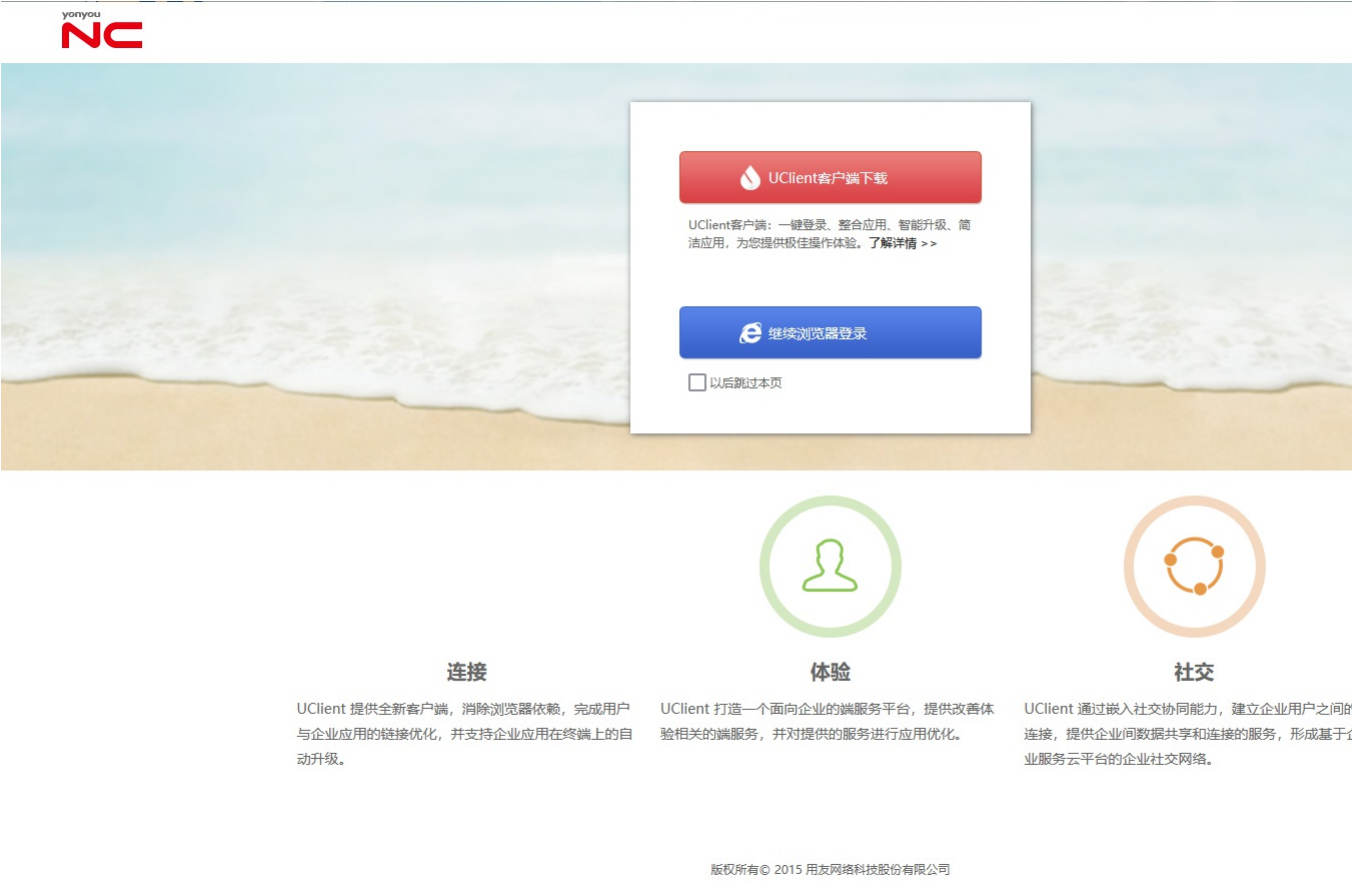 yonyou
NC
UClient客户端下载
UClient客户端：一键登录、整合应用、智能升级、简
洁应用，为您提供极佳操作体验。了解详情 >>
继续浏览器登录
以后跳过本页
连接
UClient 提供全新客户端，消除浏览器依赖，完成用户
与企业应用的链接优化，并支持企业应用在终端上的自
动升级。
体验
UClient 打造一个面向企业的端服务平台，提供改善体
验相关的端服务，并对提供的服务进行应用优化。
社交
UClient 通过嵌入社交协同能力，建立企业用户之间的
连接，提供企业间数据共享和连接的服务，形成基于企
业服务云平台的企业社交网络。
版权所有© 2015 用友网络科技股份有限公司